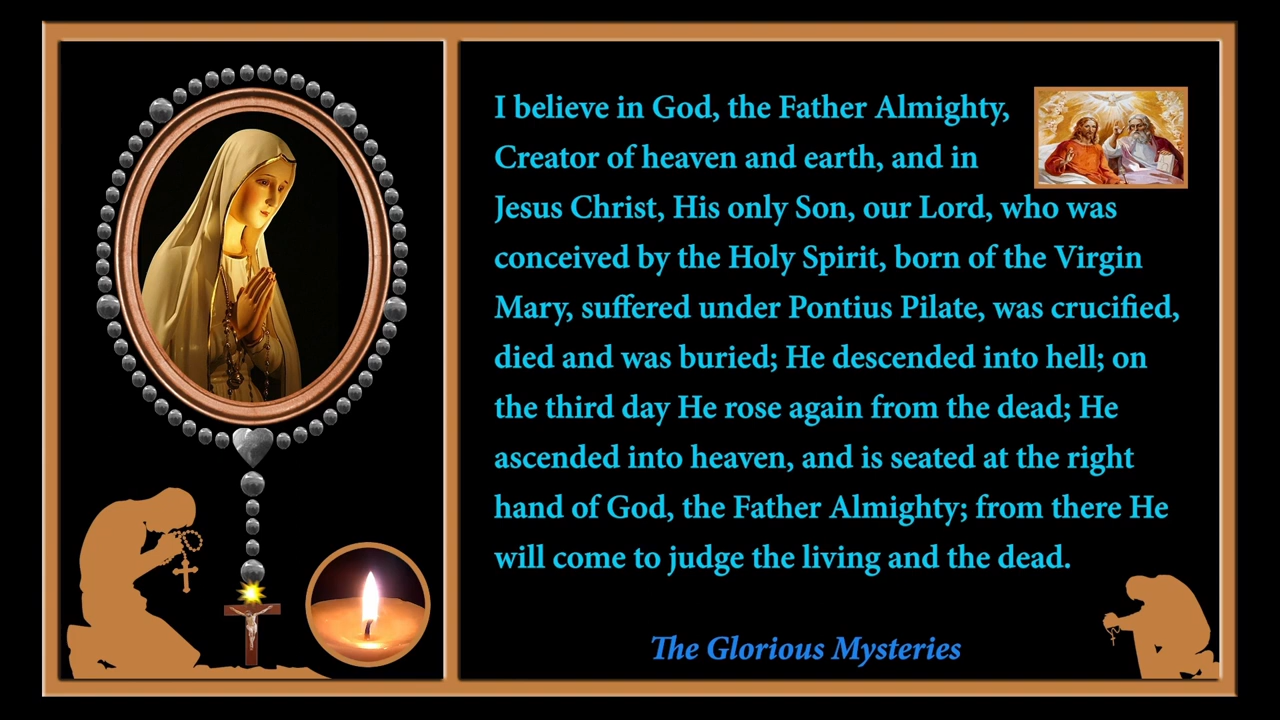 I believe in God, the Father Almighty,
Creator of heaven and earth, and in
Jesus Christ, His only Son, our Lord, who was
conceived by the Holy Spirit, born of the Virgin
Mary, suffered under Pontius Pilate, was crucified,
died and was buried; He descended into hell; on
the third day He rose again from the dead; He
ascended into heaven, and is seated at the right
hand of God, the Father Almighty; from there He
will come to judge the living and the dead.
The Glorious Mysteries